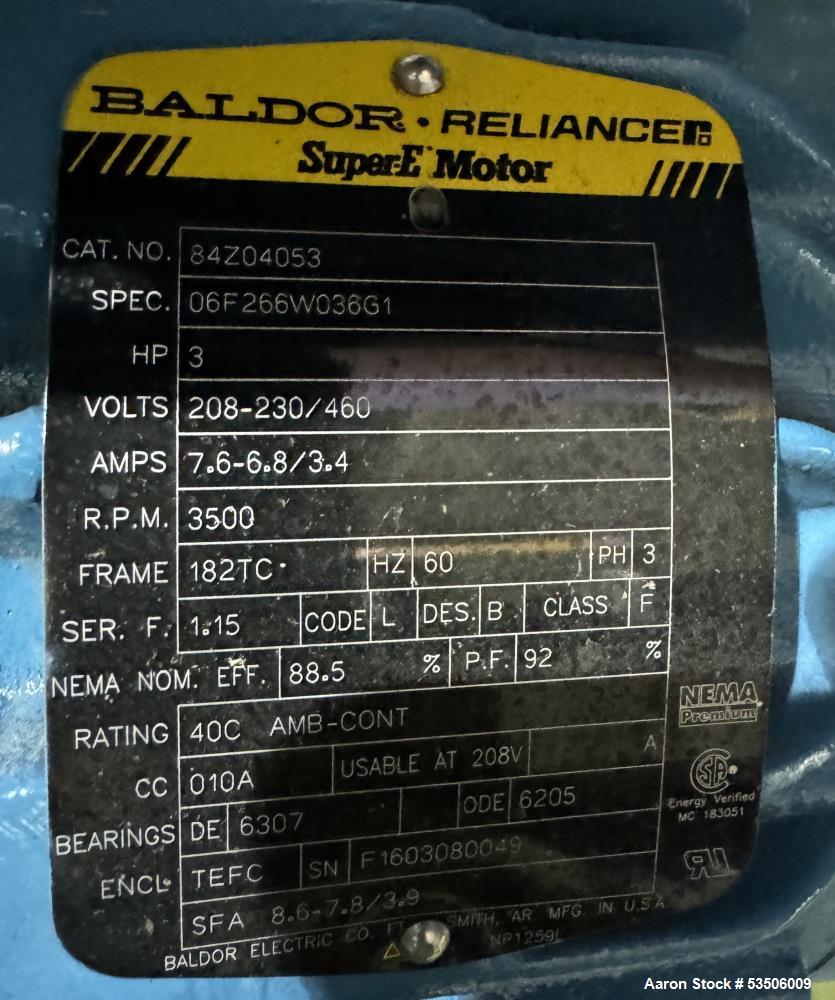 BALDOR • RELIANCE
Super-E Motor
CAT. NO. 84Z04053
SPEC. 06F266W036G1
HP 3
VOLTS 208-230/460
AMPS 7.6-6.8/3.4
R.P.M. 3500
FRAME 182TC HZ 60 PH 3
SER. F. 1.15 CODE L DES. B CLASS F
NEMA NOM. EFF. 88.5 % P.F. 92 %
RATING 40C AMB-CONT
NEMA
Premium
CC 010A USABLE AT 208V A
Energy Verified
MC 183051
BEARINGS DE 6307 ODE 6205
ENCL. TEFC SN F1603080049
SFA 8.6-7.8/3.9
BALDOR ELECTRIC CO. SMITH, AR. MFG. IN U.S.A.
NP1259L
Aaron Stock # 53506009